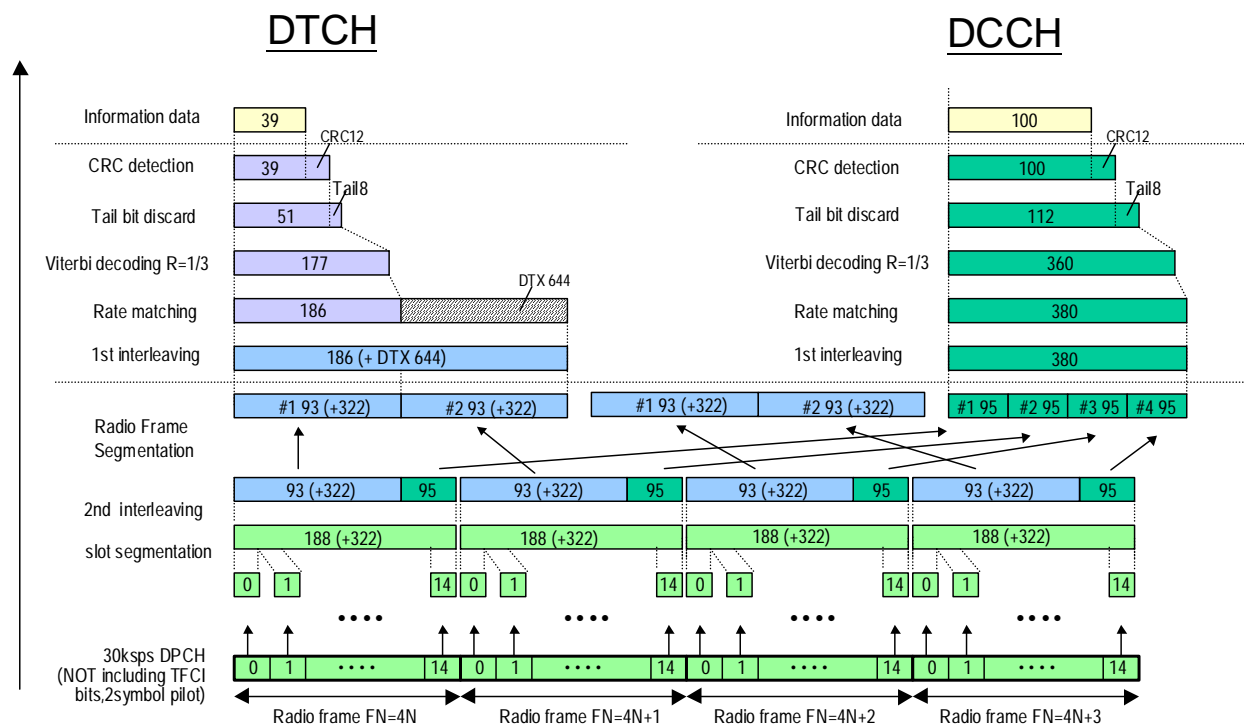 DTCH
DCCH
Information data
39
Information data
100
CRC12
CRC12
CRC detection
39
CRC detection
100
Tail8
Tail8
Tail bit discard
51
Tail bit discard
112
Viterbi decoding R=1/3
177
Viterbi decoding R=1/3
360
DTX 644
Rate matching
186
Rate matching
380
1st interleaving
186 (+ DTX 644)
1st interleaving
380
#1 93 (+322)
#2 93 (+322)
#1 93 (+322)
#2 93 (+322)
#1 95
#2 95
#3 95
#4 95
Radio Frame
Segmentation
93 (+322)
95
93 (+322)
95
93 (+322)
95
93 (+322)
95
2nd interleaving
slot segmentation
188 (+322)
188 (+322)
188 (+322)
188 (+322)
0
1
14
0
1
14
0
1
14
0
1
14
• • • •
• • • •
• • • •
• • • •
30ksps DPCH
(NOT including TFCI
bits,2symbol pilot)
0
1
• • • •
14
0
1
• • • •
14
0
1
• • • •
14
0
1
• • • •
14
Radio frame FN=4N
Radio frame FN=4N+1
Radio frame FN=4N+2
Radio frame FN=4N+3